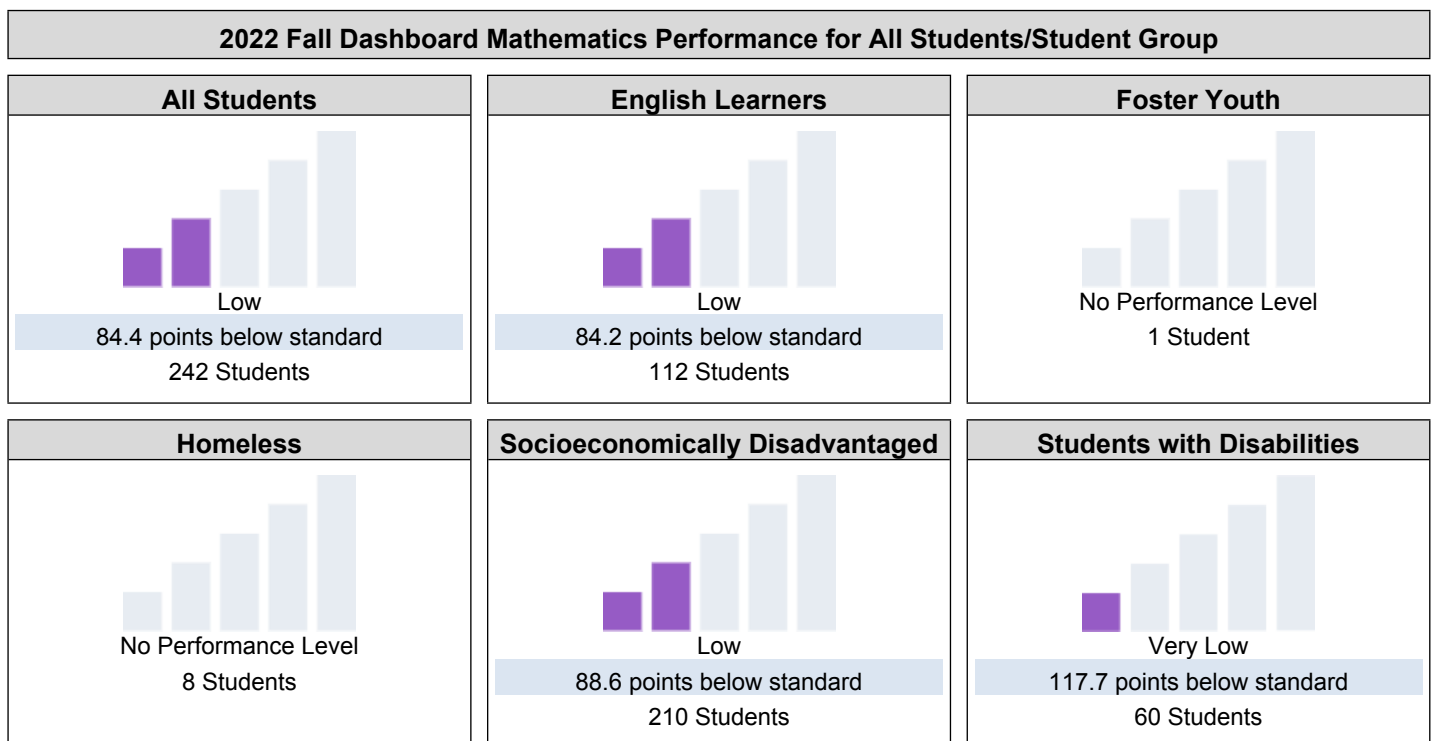 2022 Fall Dashboard Mathematics Performance for All Students/Student Group
All Students
Low
84.4 points below standard
242 Students
English Learners
Low
84.2 points below standard
112 Students
Foster Youth
No Performance Level
1 Student
Homeless
No Performance Level
8 Students
Socioeconomically Disadvantaged
Low
88.6 points below standard
210 Students
Students with Disabilities
Very Low
117.7 points below standard
60 Students